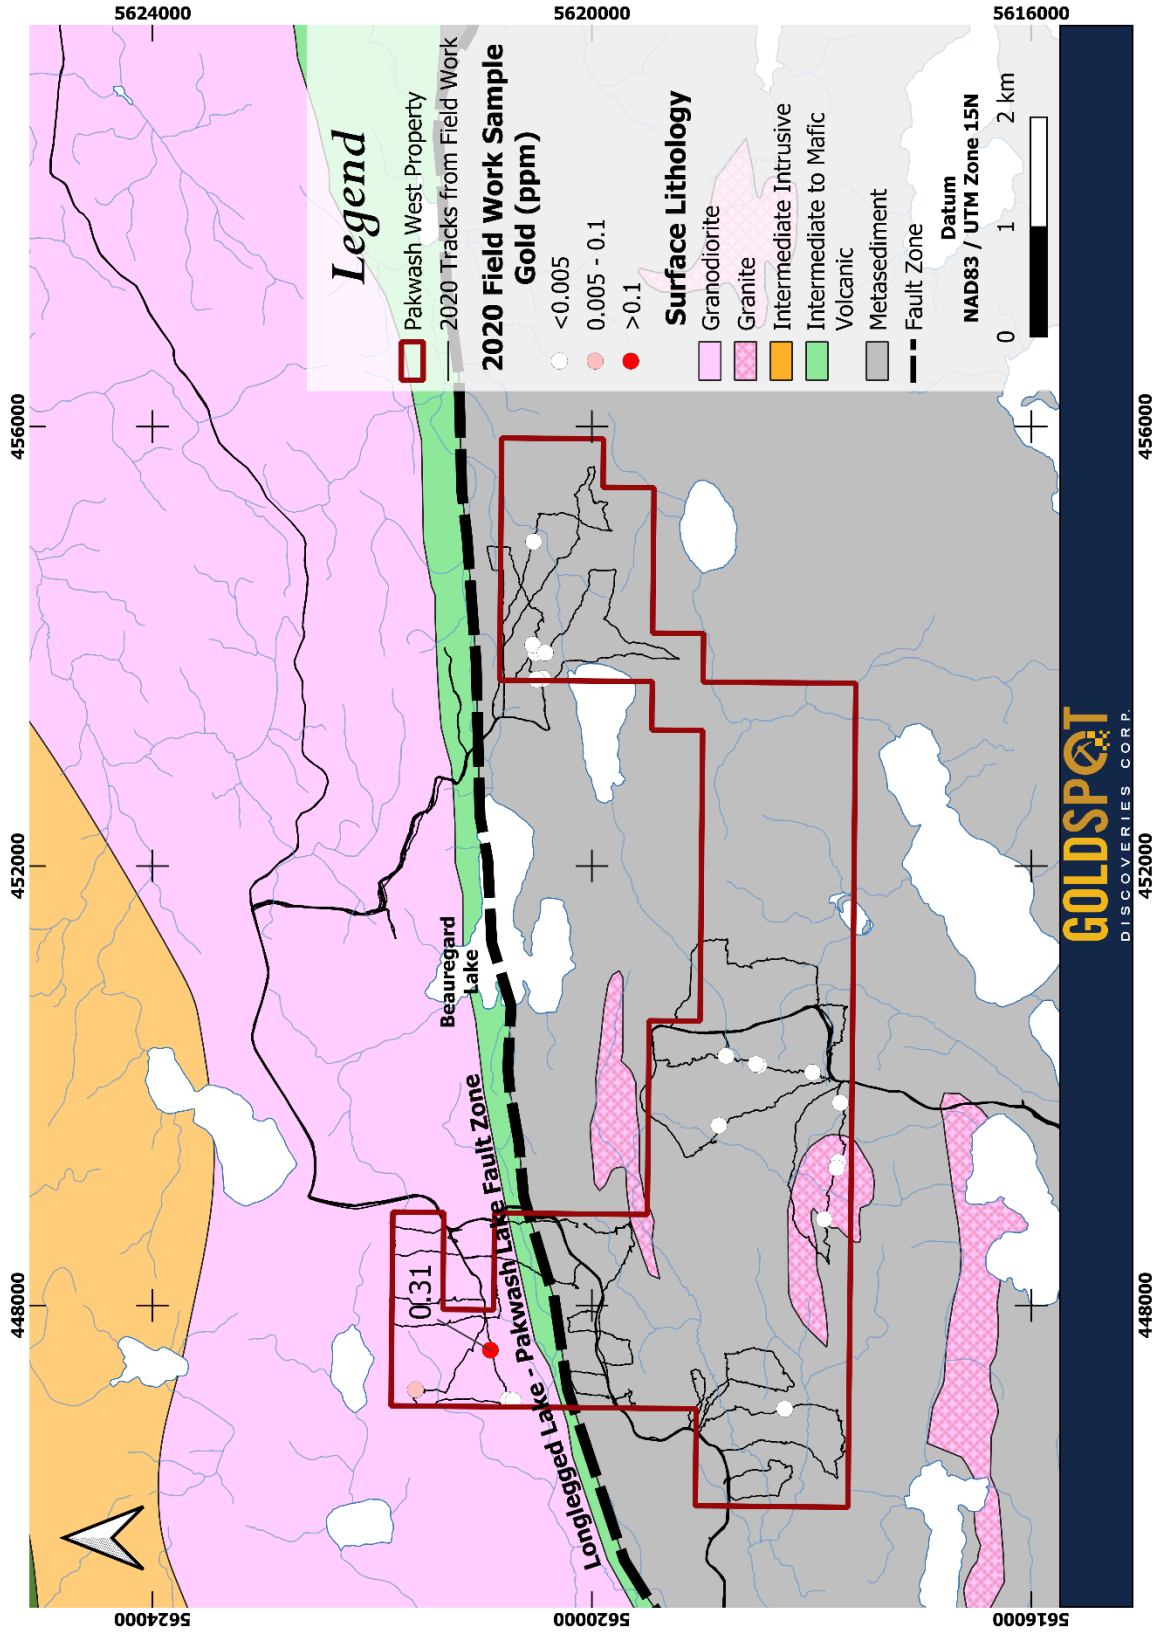 448000
452000
456000
5624000
5620000
5616000
Legend
Pakwash West Property
2020 Tracks from Field Work
2020 Field Work Sample
Gold (ppm)
<0.005
0.005 - 0.1
>0.1
Surface Lithology
Granodiorite
Granite
Intermediate Intrusive
Intermediate to Mafic
Volcanic
Metasediment
Fault Zone
Datum
NAD83 / UTM Zone 15N
0 1 2 km
0.31
Beauregard
Lake
Longlegged Lake - Pakwash Lake Fault Zone
5624000
5620000
5616000
448000
452000
456000
GOLDSPOT
DISCOVERIES CORP.